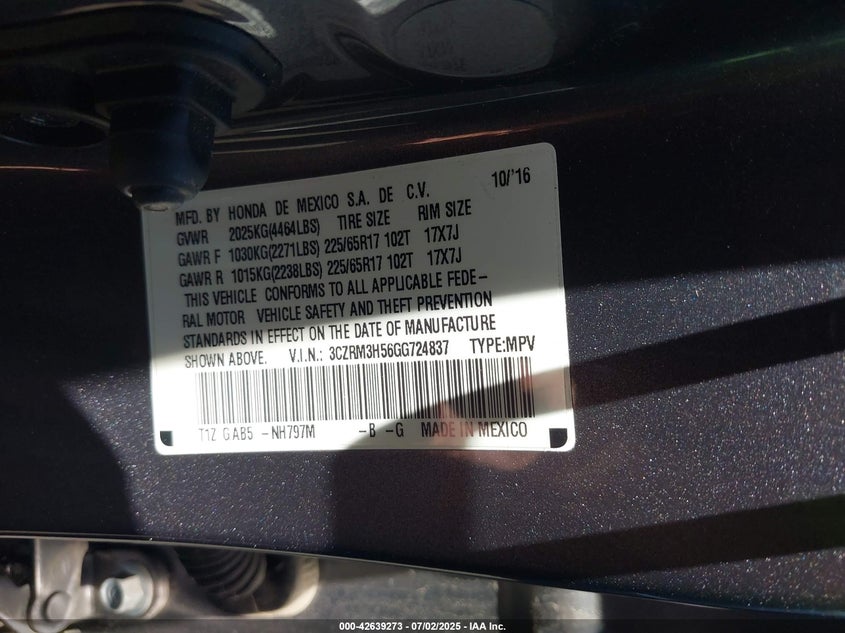 10/'16
MFD. BY HONDA DE MEXICO S.A. DE C.V.
GVWR 2025KG(4464LBS) TIRE SIZE RIM SIZE
GAWR F 1030KG(2271LBS) 225/65R17 102T 17X7J
GAWR R 1015KG(2238LBS) 225/65R17 102T 17X7J
THIS VEHICLE CONFORMS TO ALL APPLICABLE FEDE-
RAL MOTOR VEHICLE SAFETY AND THEFT PREVENTION
STANDARDS IN EFFECT ON THE DATE OF MANUFACTURE
SHOWN ABOVE. V.I.N.: 3CZRM3H56GG724837 TYPE:MPV
T1Z GAB5 -NH797M -B -G MADE IN MEXICO
000-42639273 - 07/02/2025 - IAA Inc.